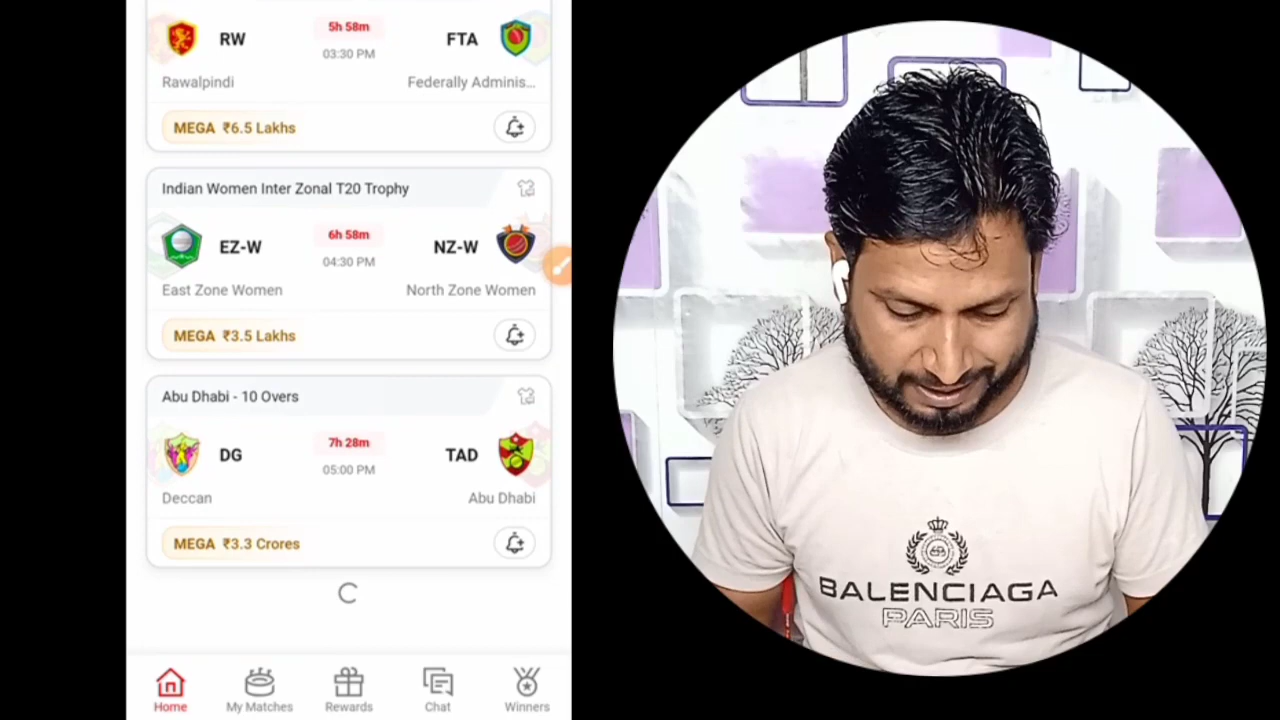 RW
5h 58m
FTA
03:30 PM
Rawalpindi
Federally Adminis...
MEGA ₹6.5 Lakhs
Indian Women Inter Zonal T20 Trophy
EZ-W
6h 58m
NZ-W
04:30 PM
East Zone Women
North Zone Women
MEGA ₹3.5 Lakhs
Abu Dhabi - 10 Overs
DG
7h 28m
TAD
05:00 PM
Deccan
Abu Dhabi
MEGA ₹3.3 Crores
Home
My Matches
Rewards
Chat
Winners
BALENCIAGA
PARIS